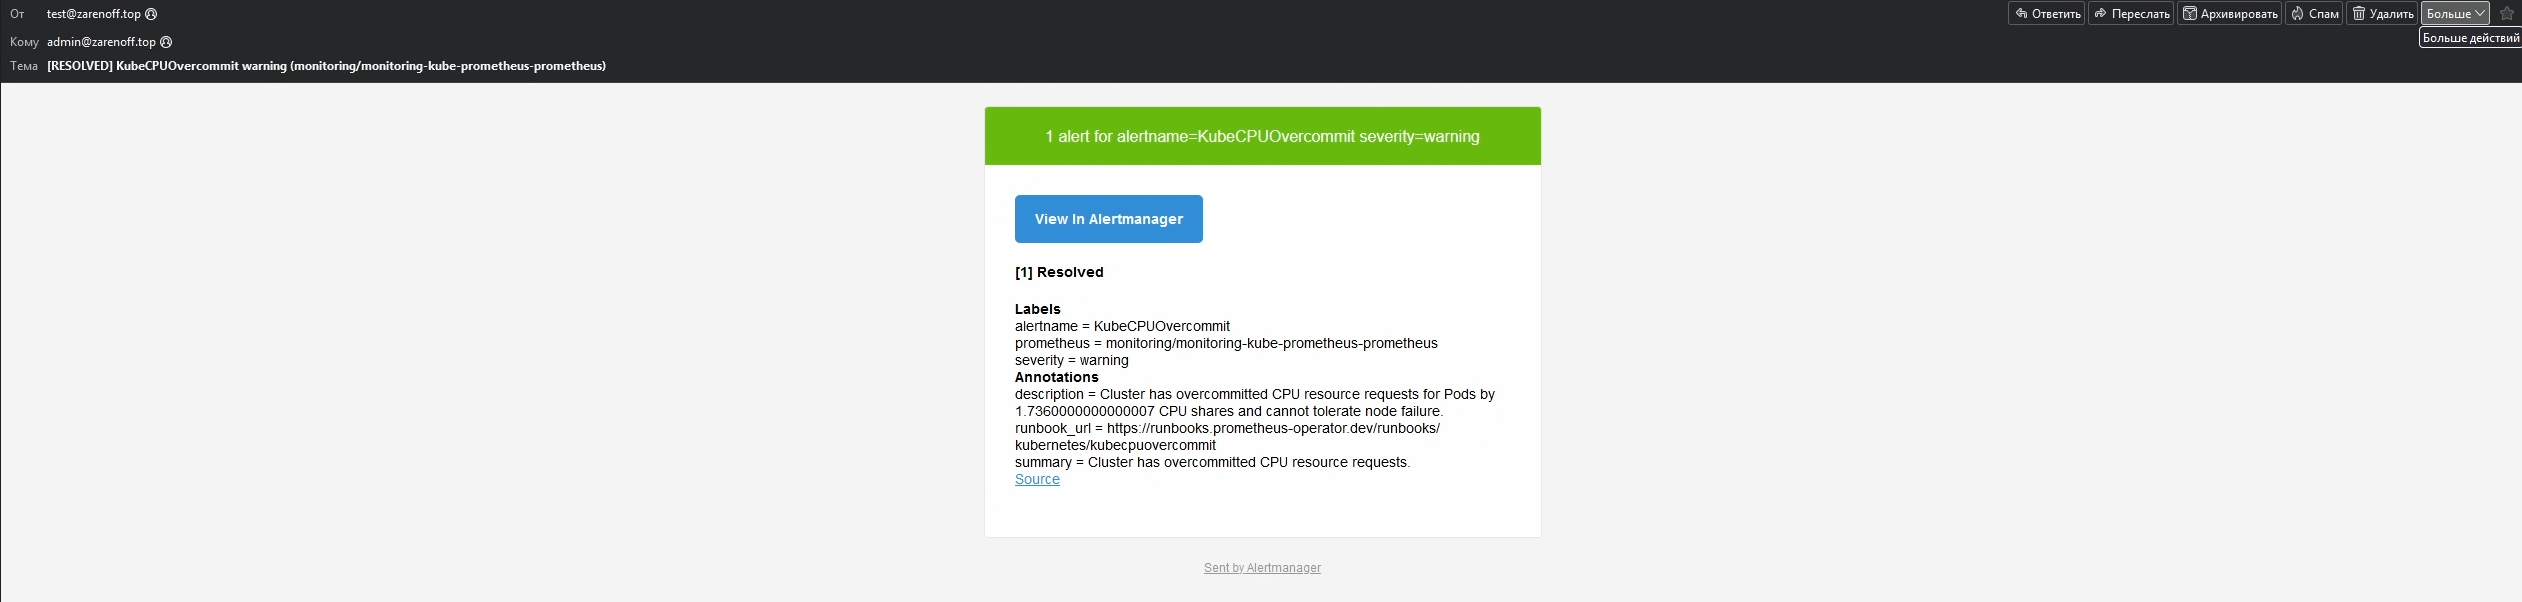 От test@zarenoff.top
Ответить Переслать Архивировать Спам Удалить Больше
Больше действий
Кому admin@zarenoff.top
Тема [RESOLVED] KubeCPUOvercommit warning (monitoring/monitoring-kube-prometheus-prometheus)
1 alert for alertname=KubeCPUOvercommit severity=warning
View In Alertmanager
[1] Resolved
Labels
alertname = KubeCPUOvercommit
prometheus = monitoring/monitoring-kube-prometheus-prometheus
severity = warning
Annotations
description = Cluster has overcommitted CPU resource requests for Pods by
1.7360000000000007 CPU shares and cannot tolerate node failure.
runbook_url = https://runbooks.prometheus-operator.dev/runbooks/
kubernetes/kubecpuovercommit
summary = Cluster has overcommitted CPU resource requests.
Source
Sent by Alertmanager